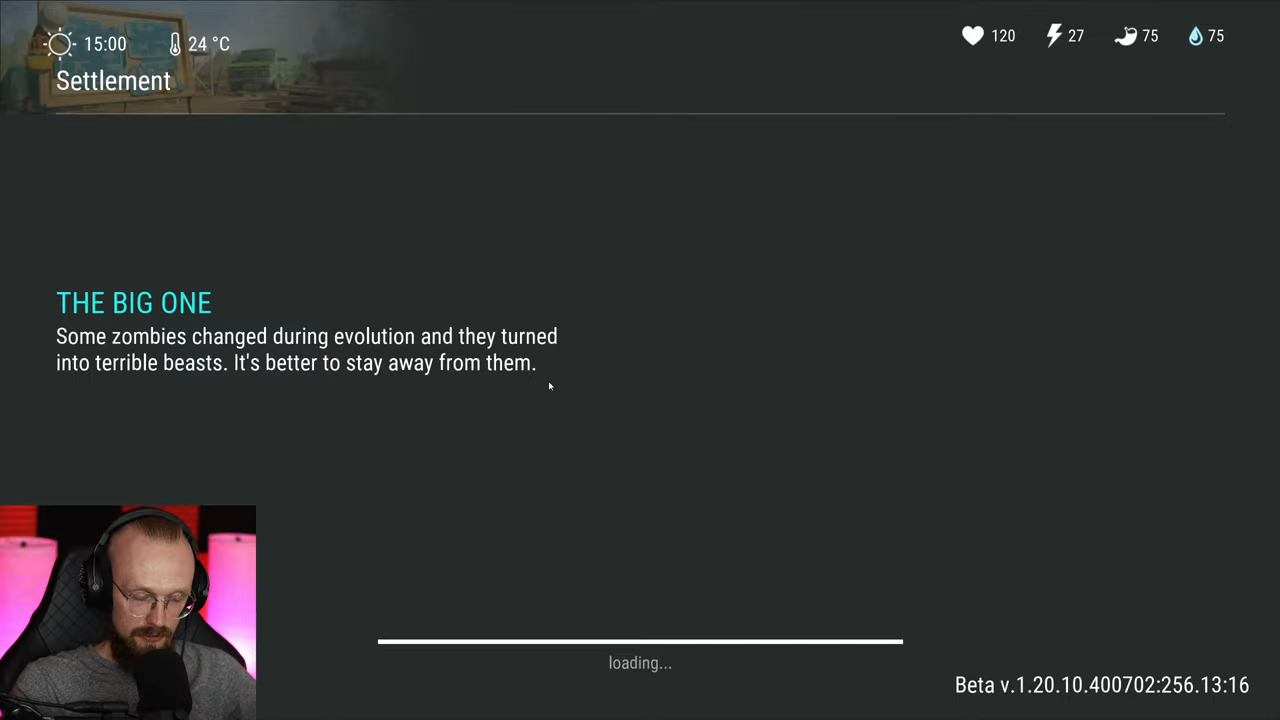 15:00 24 °C
120 27 75 75
Settlement
THE BIG ONE
Some zombies changed during evolution and they turned
into terrible beasts. It's better to stay away from them.
loading...
Beta v.1.20.10.400702:256.13:16